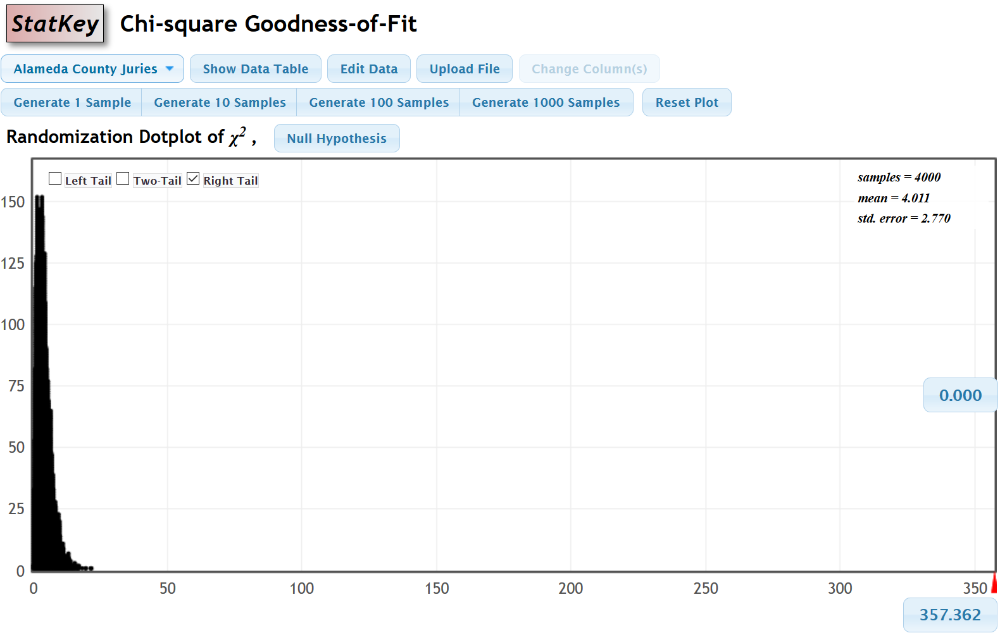 StatKey Chi-square Goodness-of-Fit
Alameda County Juries Show Data Table Edit Data Upload File Change Column(s)
Generate 1 Sample Generate 10 Samples Generate 100 Samples Generate 1000 Samples Reset Plot
Randomization Dotplot of χ² , Null Hypothesis
Left Tail Two-Tail Right Tail
samples = 4000
mean = 4.011
std. error = 2.770
150
125
100
75
50
25
0
0.000
0 50 100 150 200 250 300 350
357.362